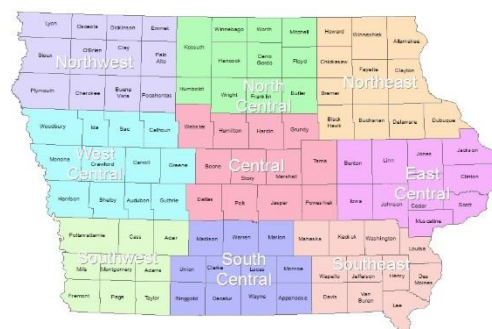 Lyon
Osceola
Dickinson
Emmet
Sioux
O'Brien
Clay
Palo
Alto
Northwest
Plymouth
Cherokee
Buena
Vista
Pocahontas
Kossuth
Winnebago
Worth
Mitchell
Hancock
Cerro
Gordo
Floyd
Humboldt
Wright
Franklin
Butler
North
Central
Howard
Winneshiek
Allamakee
Chickasaw
Fayette
Clayton
Bremer
Northeast
Black
Hawk
Buchanan
Delaware
Dubuque
Woodbury
Ida
Sac
Calhoun
West
Central
Monona
Crawford
Carroll
Greene
Harrison
Shelby
Audubon
Guthrie
Webster
Hamilton
Hardin
Grundy
Central
Boone
Story
Marshall
Tama
Dallas
Polk
Jasper
Poweshiek
Benton
Linn
Jones
Jackson
East
Central
Clinton
Iowa
Johnson
Cedar
Scott
Muscatine
Pottawattamie
Cass
Adair
Southwest
Mills
Montgomery
Adams
Fremont
Page
Taylor
Madison
Warren
Marion
South
Central
Union
Clarke
Lucas
Monroe
Ringgold
Decatur
Wayne
Appanoose
Mahaska
Keokuk
Washington
Louisa
Southeast
Wapello
Jefferson
Henry
Des
Moines
Davis
Van
Buren
Lee